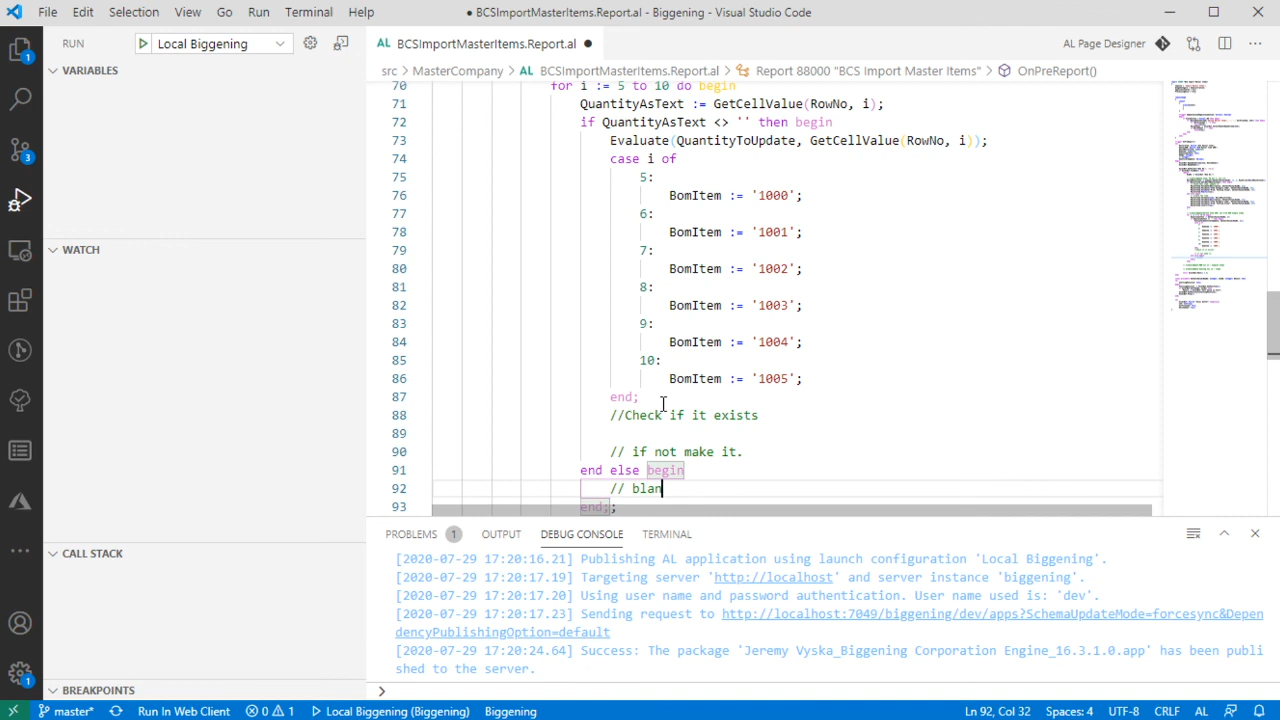 File Edit Selection View Go Run Terminal Help
● BCSImportMasterItems.Report.al - Biggening - Visual Studio Code
RUN Local Biggening
AL BCSImportMasterItems.Report.al ●
AL Page Designer
VARIABLES
src > MasterCompany > AL BCSImportMasterItems.Report.al > Report 88000 "BCS Import Master Items" > OnPreReport()
70 for i := 5 to 10 do begin
71 QuantityAsText := GetCellValue(RowNo, i);
72 if QuantityAsText <> '' then begin
73 Evaluate(QuantityToUpdate, GetCellValue(RowNo, i));
74 case i of
75 5:
76 BomItem := '1000';
77 6:
78 BomItem := '1001';
79 7:
80 BomItem := '1002';
81 8:
82 BomItem := '1003';
83 9:
84 BomItem := '1004';
85 10:
86 BomItem := '1005';
87 end;
88 //Check if it exists
89
90 // if not make it.
91 end else begin
92 // blan
93 end;;
WATCH
CALL STACK
BREAKPOINTS
PROBLEMS 1 OUTPUT DEBUG CONSOLE TERMINAL
[2020-07-29 17:20:16.21] Publishing AL application using launch configuration 'Local Biggening'.
[2020-07-29 17:20:17.19] Targeting server 'http://localhost' and server instance 'biggening'.
[2020-07-29 17:20:17.20] Using user name and password authentication. User name used is: 'dev'.
[2020-07-29 17:20:17.23] Sending request to http://localhost:7049/biggening/dev/apps?SchemaUpdateMode=forcesync&Depen
dencyPublishingOption=default
[2020-07-29 17:20:24.64] Success: The package 'Jeremy Vyska_Biggening Corporation Engine_16.3.1.0.app' has been publi
shed to the server.
1
3
1
master* Run In Web Client 0 1 Local Biggening (Biggening) Biggening Ln 92, Col 32 Spaces: 4 UTF-8 CRLF AL